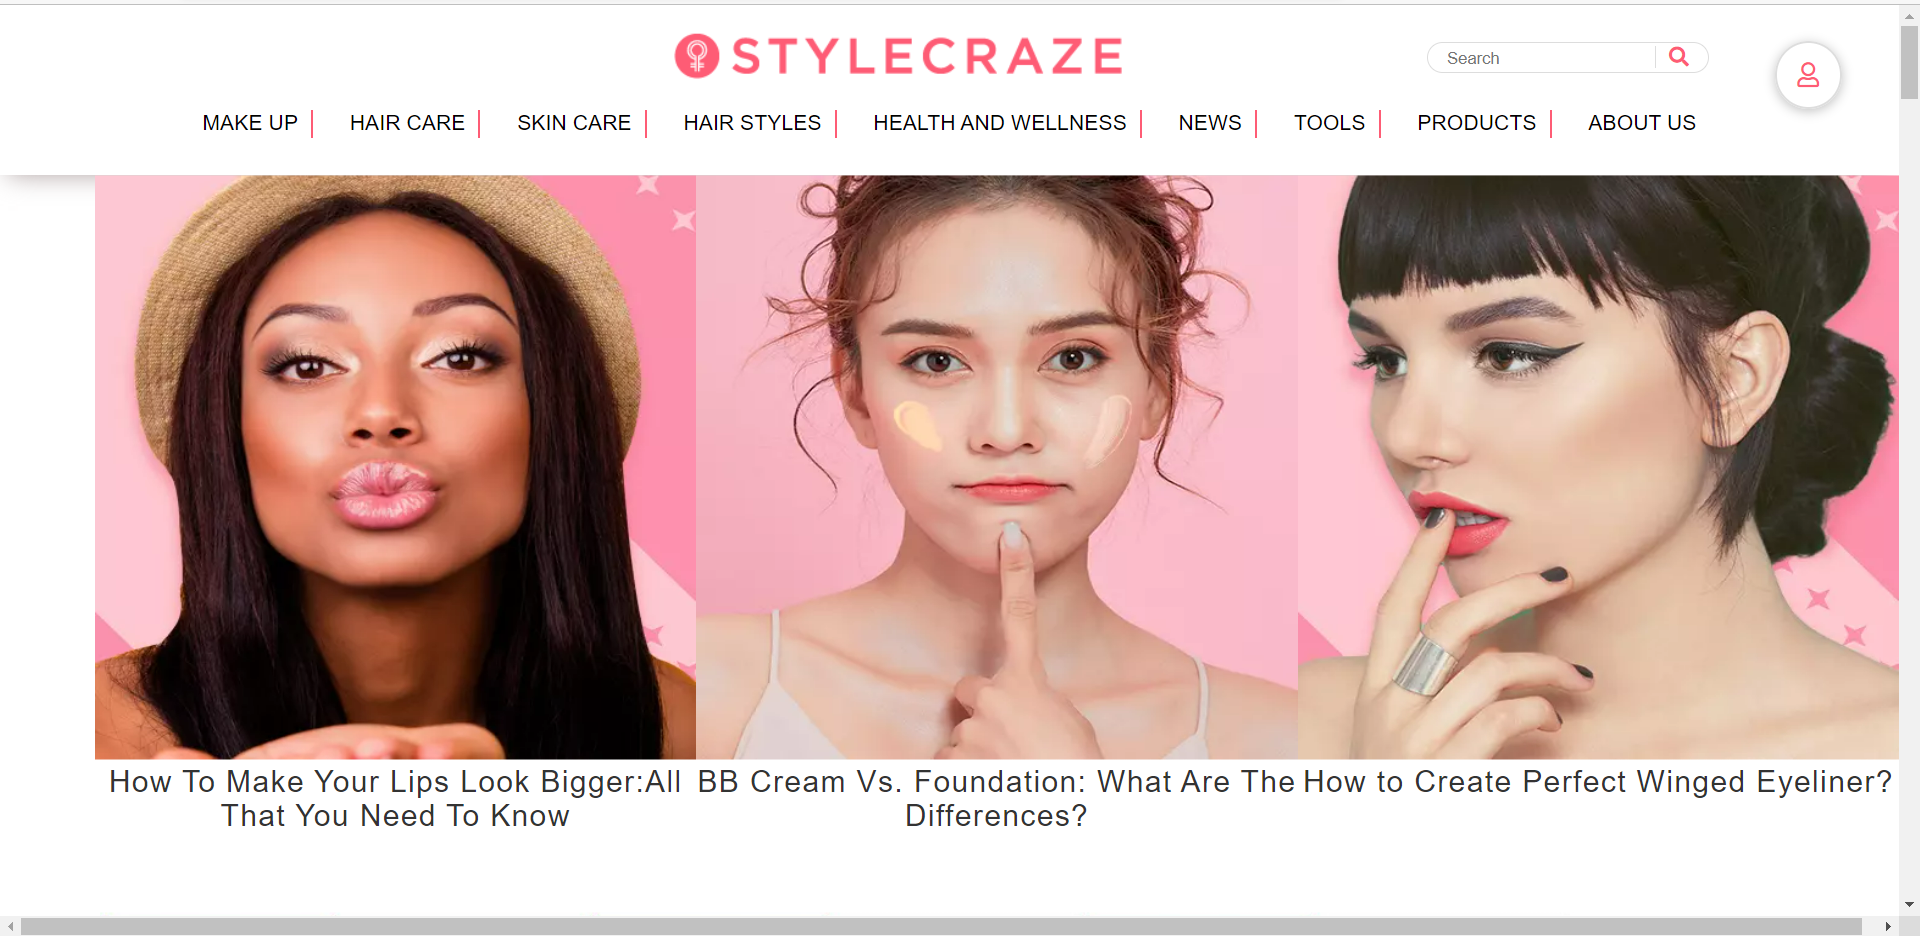 STYLECRAZE
Search
MAKE UP
HAIR CARE
SKIN CARE
HAIR STYLES
HEALTH AND WELLNESS
NEWS
TOOLS
PRODUCTS
ABOUT US
How To Make Your Lips Look Bigger:All
That You Need To Know
BB Cream Vs. Foundation: What Are The
Differences?
How to Create Perfect Winged Eyeliner?